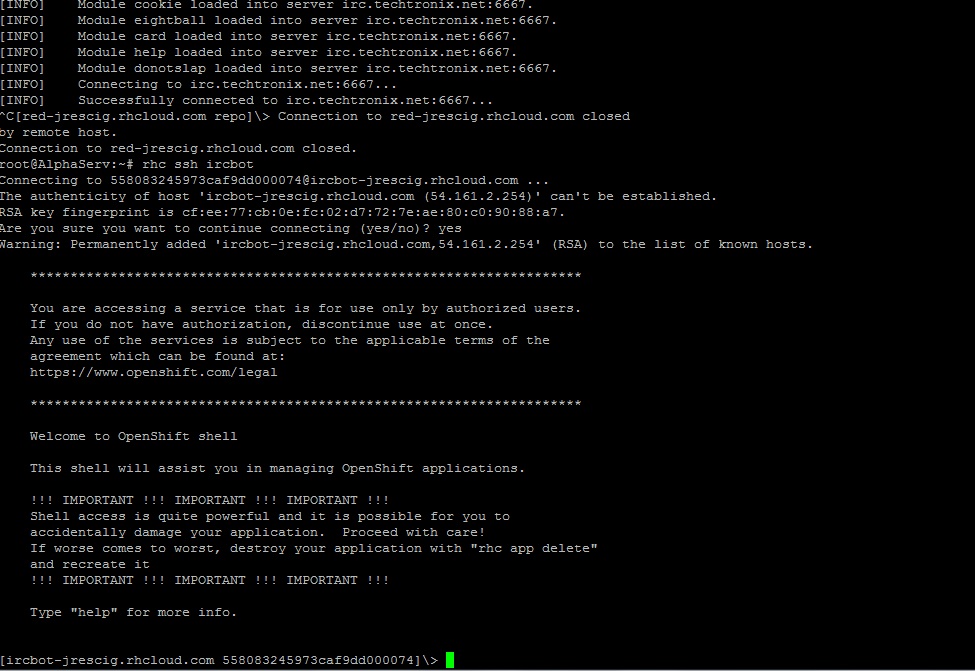 [INFO]    Module cookie loaded into server irc.techtronix.net:6667.
[INFO]    Module eightball loaded into server irc.techtronix.net:6667.
[INFO]    Module card loaded into server irc.techtronix.net:6667.
[INFO]    Module help loaded into server irc.techtronix.net:6667.
[INFO]    Module donotslap loaded into server irc.techtronix.net:6667.
[INFO]    Connecting to irc.techtronix.net:6667...
[INFO]    Successfully connected to irc.techtronix.net:6667...
^C[red-jrescig.rhcloud.com repo]\> Connection to red-jrescig.rhcloud.com closed
by remote host.
Connection to red-jrescig.rhcloud.com closed.
root@AlphaServ:~# rhc ssh ircbot
Connecting to 558083245973caf9dd000074@ircbot-jrescig.rhcloud.com ...
The authenticity of host 'ircbot-jrescig.rhcloud.com (54.161.2.254)' can't be established.
RSA key fingerprint is cf:ee:77:cb:0e:fc:02:d7:72:7e:ae:80:c0:90:88:a7.
Are you sure you want to continue connecting (yes/no)? yes
Warning: Permanently added 'ircbot-jrescig.rhcloud.com,54.161.2.254' (RSA) to the list of known hosts.
*********************************************************************
You are accessing a service that is for use only by authorized users.
If you do not have authorization, discontinue use at once.
Any use of the services is subject to the applicable terms of the
agreement which can be found at:
https://www.openshift.com/legal
*********************************************************************
Welcome to OpenShift shell
This shell will assist you in managing OpenShift applications.
!!! IMPORTANT !!! IMPORTANT !!! IMPORTANT !!!
Shell access is quite powerful and it is possible for you to
accidentally damage your application.  Proceed with care!
If worse comes to worst, destroy your application with "rhc app delete"
and recreate it
!!! IMPORTANT !!! IMPORTANT !!! IMPORTANT !!!
Type "help" for more info.
[ircbot-jrescig.rhcloud.com 558083245973caf9dd000074]\>